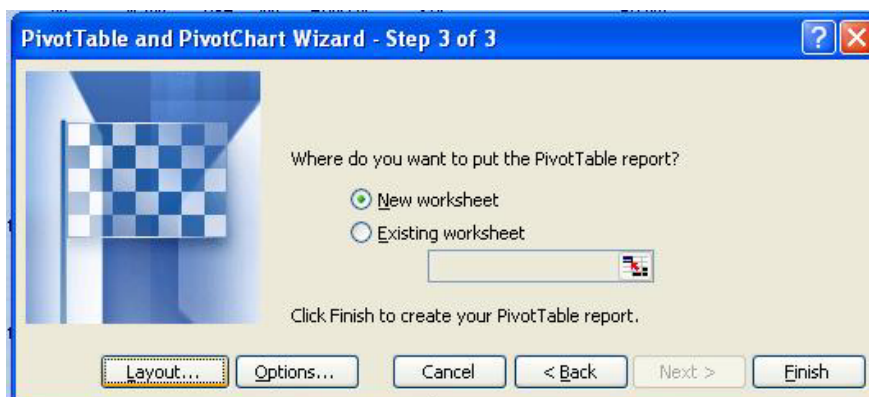 PivotTable and PivotChart Wizard - Step 3 of 3
Where do you want to put the PivotTable report?
New worksheet
Existing worksheet
Click Finish to create your PivotTable report.
Layout... Options... Cancel < Back Next > Finish